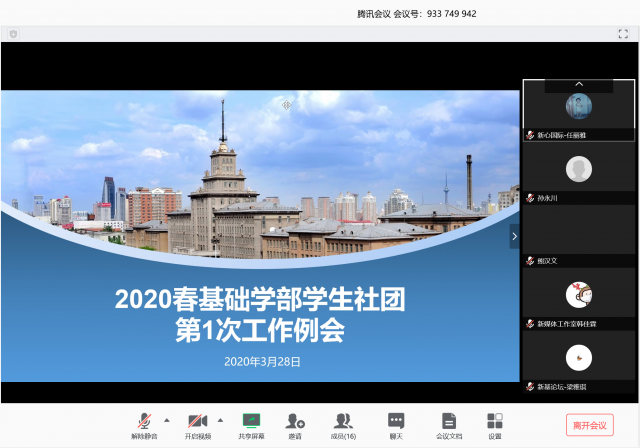 腾讯会议 会议号：933 749 942
2020春基础学部学生社团
第1次工作例会
2020年3月28日
新心国际-任丽雅
孙永川
鲍汉文
新媒体工作室韩佳霖
新基论坛-梁雅琪
解除静音
开启视频
共享屏幕
邀请
成员(16)
聊天
会议文档
设置
离开会议